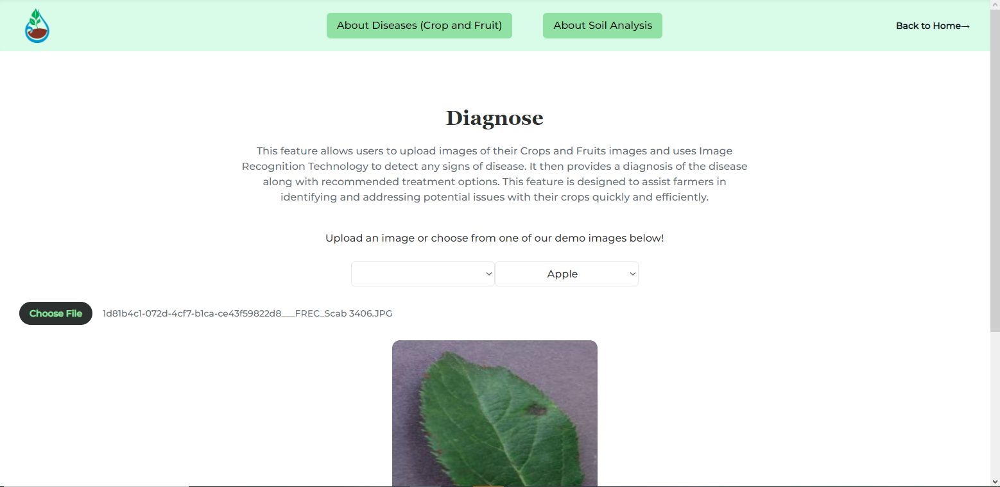 About Diseases (Crop and Fruit)
About Soil Analysis
Back to Home→
Diagnose
This feature allows users to upload images of their Crops and Fruits images and uses Image
Recognition Technology to detect any signs of disease. It then provides a diagnosis of the disease
along with recommended treatment options. This feature is designed to assist farmers in
identifying and addressing potential issues with their crops quickly and efficiently.
Upload an image or choose from one of our demo images below!
Apple
Choose File 1d81b4c1-072d-4cf7-b1ca-ce43f59822d8___FREC_Scab 3406.JPG